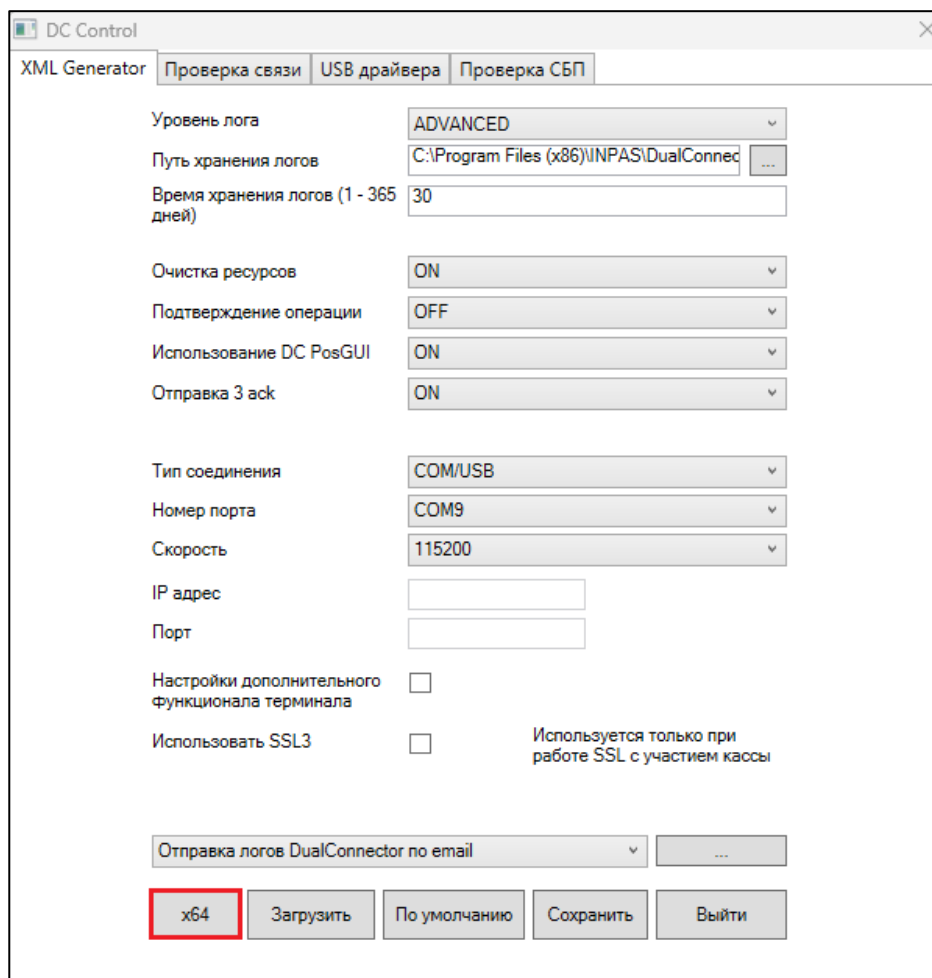 DC Control
XML Generator Проверка связи USB драйвера Проверка СБП
Уровень лога ADVANCED
Путь хранения логов C:\Program Files (x86)\INPAS\DualConnec ...
Время хранения логов (1 - 365 30
дней)
Очистка ресурсов ON
Подтверждение операции OFF
Использование DC PosGUI ON
Отправка 3 ack ON
Тип соединения COM/USB
Номер порта COM9
Скорость 115200
IP адрес
Порт
Настройки дополнительного
функционала терминала
Использовать SSL3 Используется только при
работе SSL с участием кассы
Отправка логов DualConnector по email ...
x64 Загрузить По умолчанию Сохранить Выйти